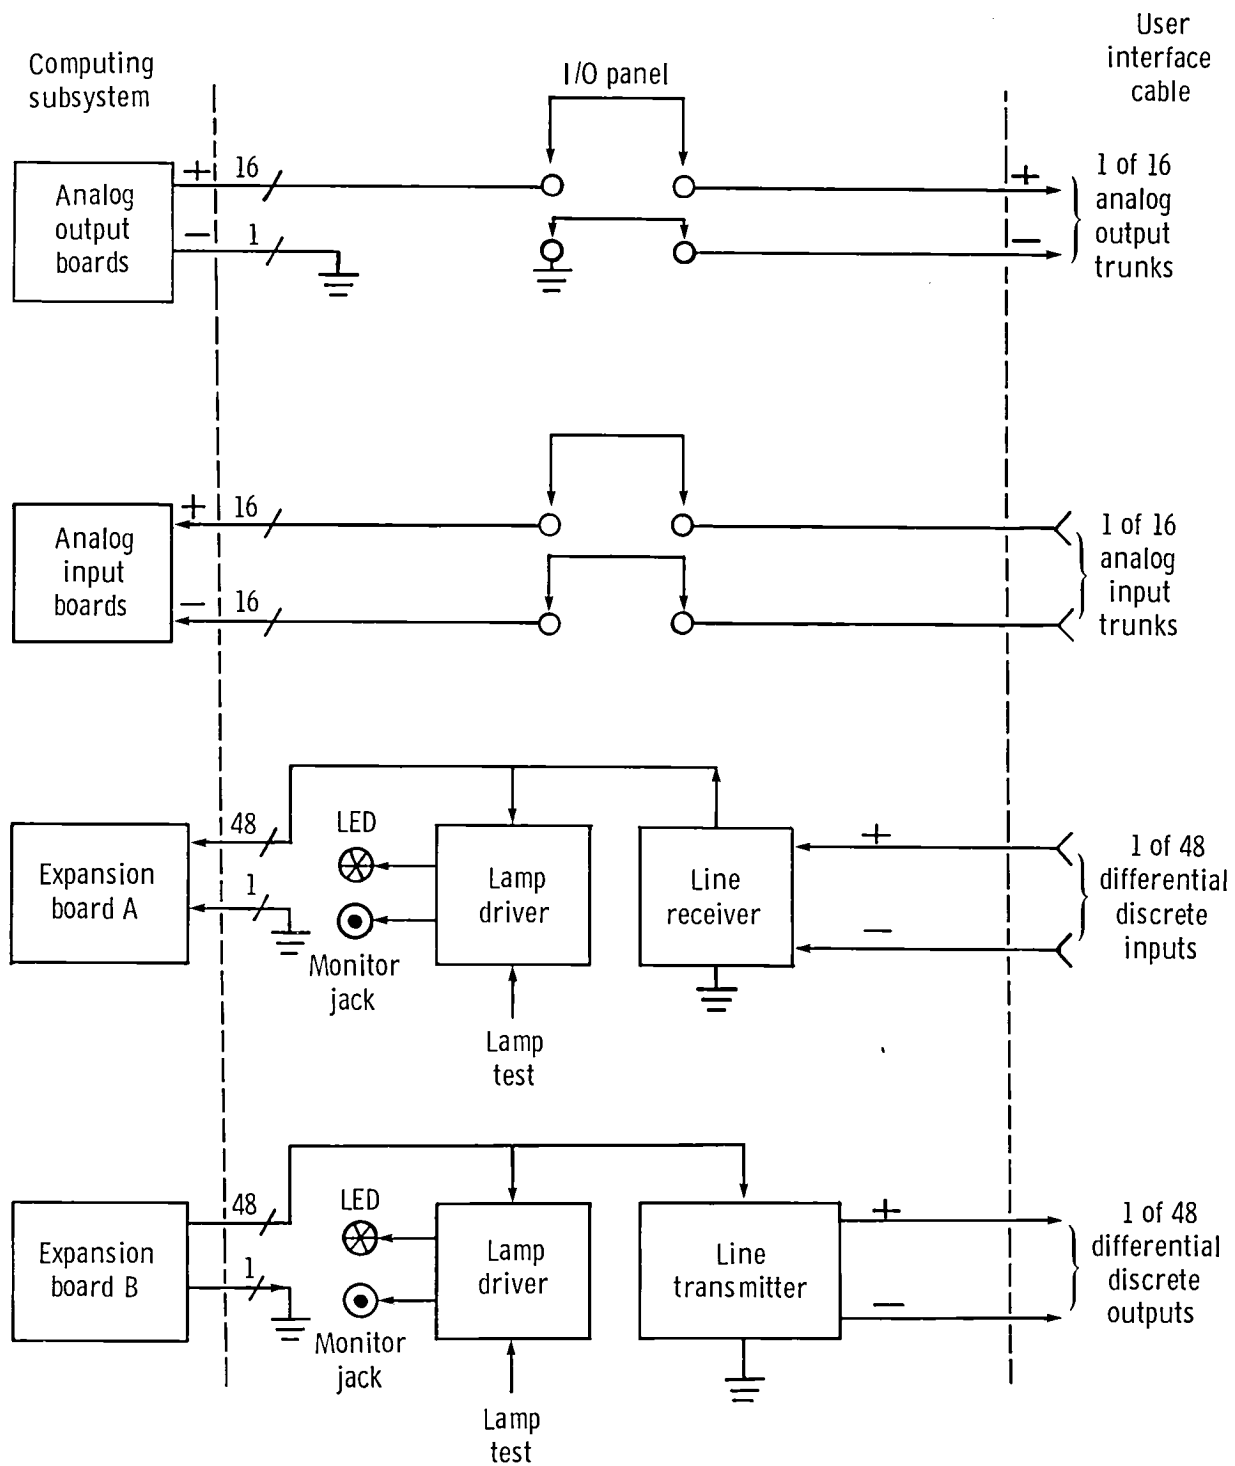 Computing
subsystem
I/O panel
User
interface
cable
Analog
output
boards
+
16
−
1
+
−
1 of 16
analog
output
trunks
Analog
input
boards
+
16
−
16
1 of 16
analog
input
trunks
Expansion
board A
48
1
LED
Monitor
jack
Lamp
driver
Lamp
test
Line
receiver
+
−
1 of 48
differential
discrete
inputs
Expansion
board B
48
1
LED
Monitor
jack
Lamp
driver
Lamp
test
Line
transmitter
+
−
1 of 48
differential
discrete
outputs